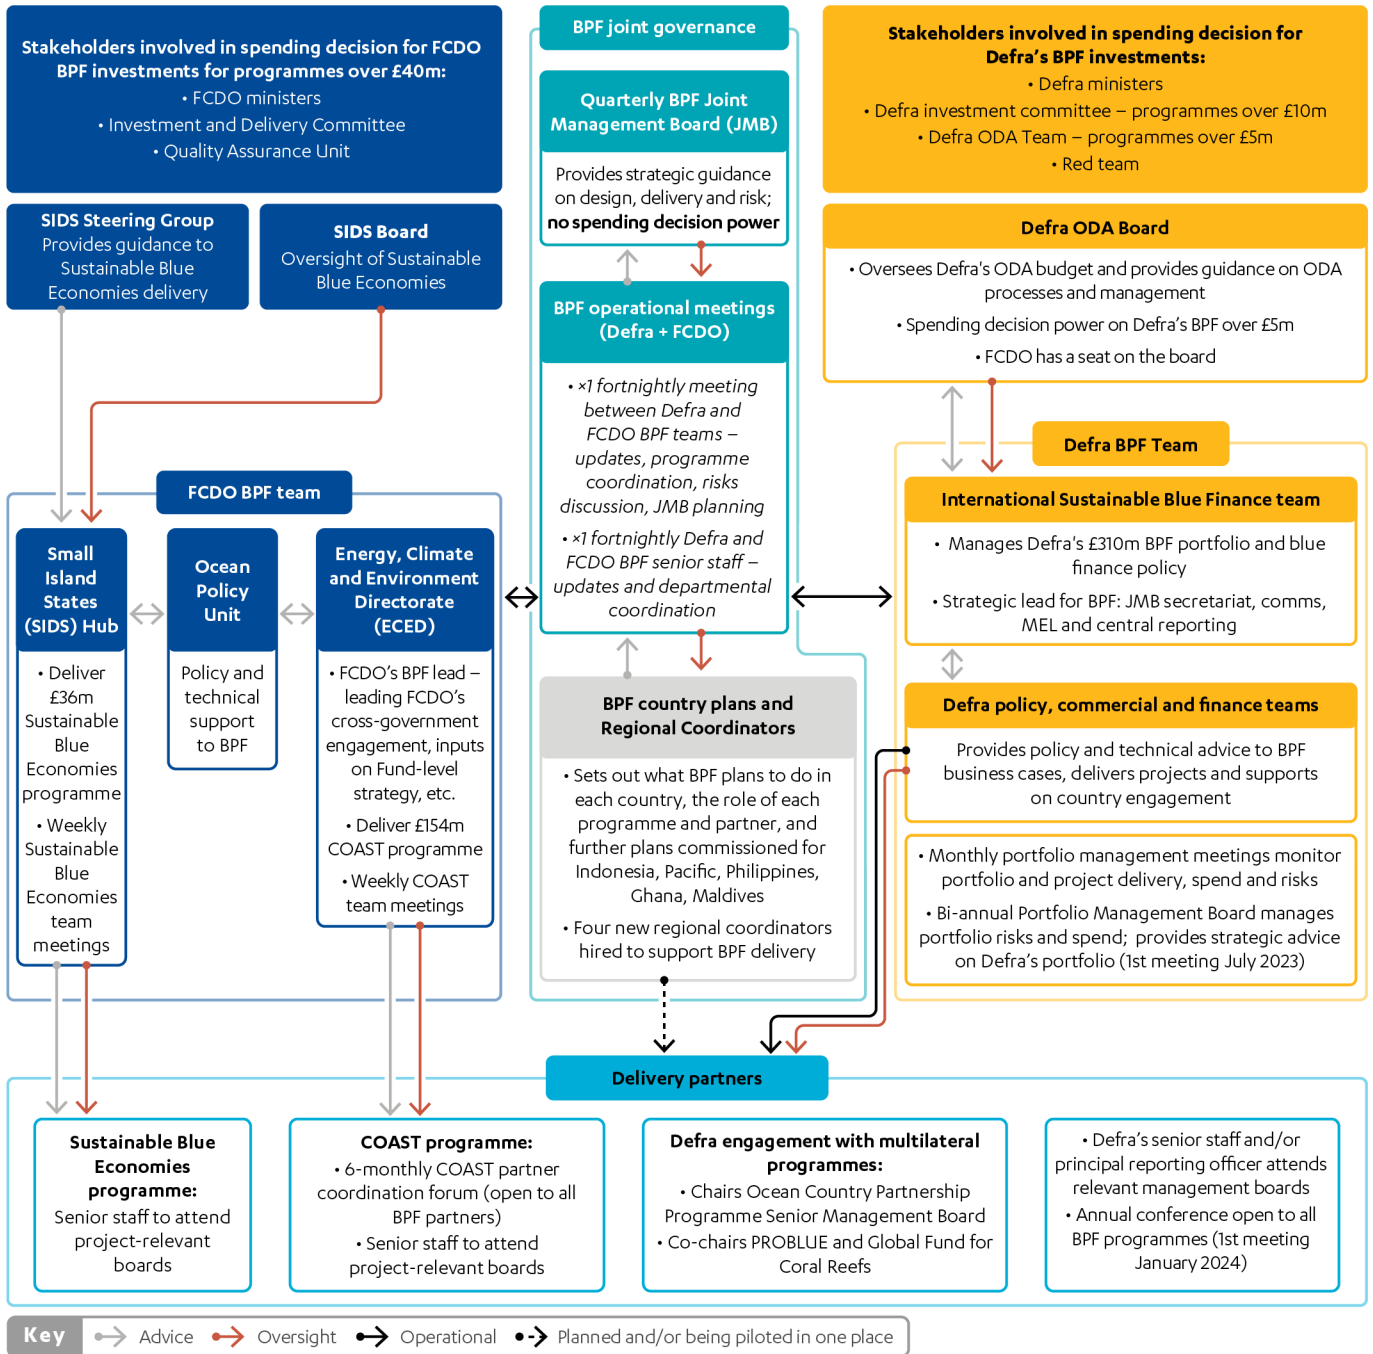 Stakeholders involved in spending decision for FCDO
BPF investments for programmes over £40m:
• FCDO ministers
• Investment and Delivery Committee
• Quality Assurance Unit
SIDS Steering Group
Provides guidance to
Sustainable Blue
Economies delivery
SIDS Board
Oversight of Sustainable
Blue Economies
FCDO BPF team
Small
Island
States
(SIDS) Hub
• Deliver
£36m
Sustainable
Blue
Economies
programme
• Weekly
Sustainable
Blue
Economies
team
meetings
Ocean
Policy
Unit
Policy and
technical
support
to BPF
Energy, Climate
and Environment
Directorate
(ECED)
• FCDO’s BPF lead –
leading FCDO’s
cross-government
engagement, inputs
on Fund-level
strategy, etc.
• Deliver £154m
COAST programme
• Weekly COAST
team meetings
BPF joint governance
Quarterly BPF Joint
Management Board (JMB)
Provides strategic guidance
on design, delivery and risk;
no spending decision power
BPF operational meetings
(Defra + FCDO)
• ×1 fortnightly meeting
between Defra and
FCDO BPF teams –
updates, programme
coordination, risks
discussion, JMB planning
• ×1 fortnightly Defra and
FCDO BPF senior staff –
updates and departmental
coordination
BPF country plans and
Regional Coordinators
• Sets out what BPF plans to do in
each country, the role of each
programme and partner, and
further plans commissioned for
Indonesia, Pacific, Philippines,
Ghana, Maldives
• Four new regional coordinators
hired to support BPF delivery
Stakeholders involved in spending decision for
Defra’s BPF investments:
• Defra ministers
• Defra investment committee – programmes over £10m
• Defra ODA Team – programmes over £5m
• Red team
Defra ODA Board
• Oversees Defra's ODA budget and provides guidance on ODA
processes and management
• Spending decision power on Defra’s BPF over £5m
• FCDO has a seat on the board
Defra BPF Team
International Sustainable Blue Finance team
• Manages Defra's £310m BPF portfolio and blue
finance policy
• Strategic lead for BPF: JMB secretariat, comms,
MEL and central reporting
Defra policy, commercial and finance teams
Provides policy and technical advice to BPF
business cases, delivers projects and supports
on country engagement
• Monthly portfolio management meetings monitor
portfolio and project delivery, spend and risks
• Bi-annual Portfolio Management Board manages
portfolio risks and spend; provides strategic advice
on Defra’s portfolio (1st meeting July 2023)
Delivery partners
Sustainable Blue
Economies
programme:
Senior staff to attend
project-relevant
boards
COAST programme:
• 6-monthly COAST partner
coordination forum (open to all
BPF partners)
• Senior staff to attend
project-relevant boards
Defra engagement with multilateral
programmes:
• Chairs Ocean Country Partnership
Programme Senior Management Board
• Co-chairs PROBLUE and Global Fund for
Coral Reefs
• Defra’s senior staff and/or
principal reporting officer attends
relevant management boards
• Annual conference open to all
BPF programmes (1st meeting
January 2024)
Key
Advice
Oversight
Operational
Planned and/or being piloted in one place